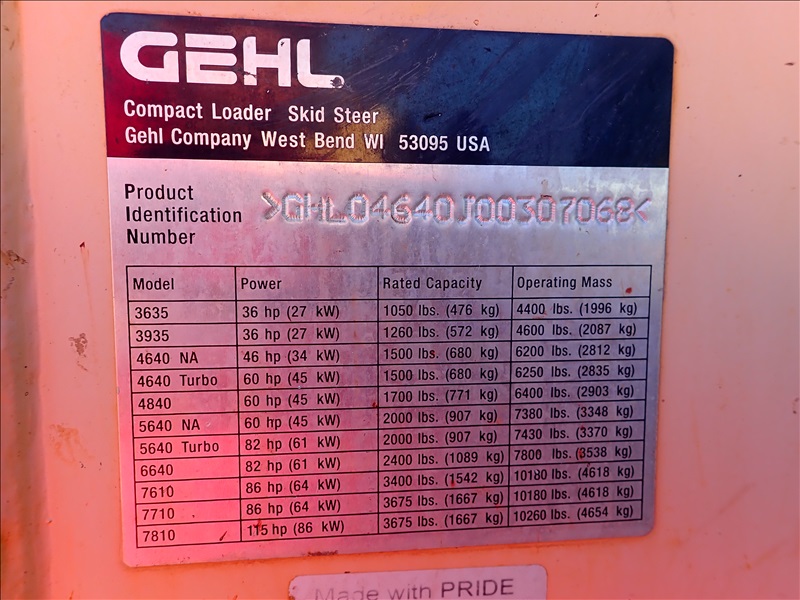 GEHL
Compact Loader Skid Steer
Gehl Company West Bend WI 53095 USA
Product
Identification
Number
>GHL04640J00307068<
Model Power Rated Capacity Operating Mass
3635 36 hp (27 kW) 1050 lbs. (476 kg) 4400 lbs. (1996 kg)
3935 36 hp (27 kW) 1260 lbs. (572 kg) 4600 lbs. (2087 kg)
4640 NA 46 hp (34 kW) 1500 lbs. (680 kg) 6200 lbs. (2812 kg)
4640 Turbo 60 hp (45 kW) 1500 lbs. (680 kg) 6250 lbs. (2835 kg)
4840 60 hp (45 kW) 1700 lbs. (771 kg) 6400 lbs. (2903 kg)
5640 NA 60 hp (45 kW) 2000 lbs. (907 kg) 7380 lbs. (3348 kg)
5640 Turbo 82 hp (61 kW) 2000 lbs. (907 kg) 7430 lbs. (3370 kg)
6640 82 hp (61 kW) 2400 lbs. (1089 kg) 7800 lbs. (3538 kg)
7610 86 hp (64 kW) 3400 lbs. (1542 kg) 10180 lbs. (4618 kg)
7710 86 hp (64 kW) 3675 lbs. (1667 kg) 10180 lbs. (4618 kg)
7810 115 hp (86 kW) 3675 lbs. (1667 kg) 10260 lbs. (4654 kg)
Made with PRIDE